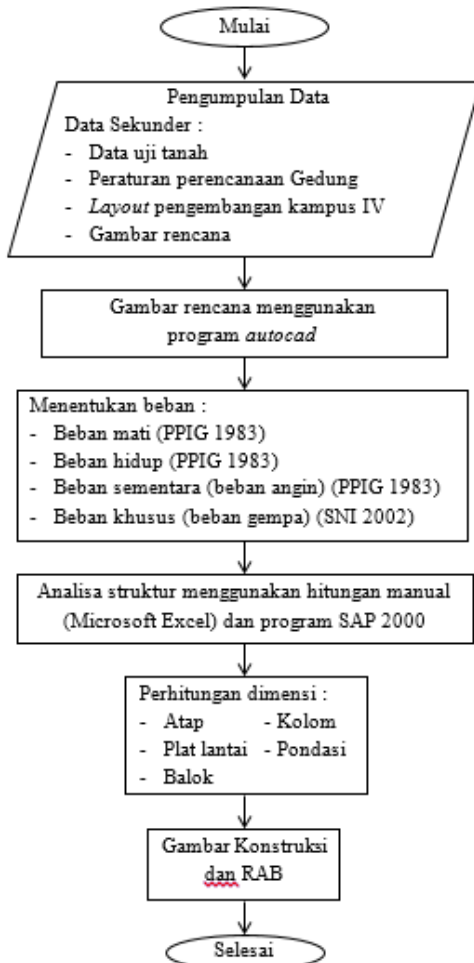 Mulai
Pengumpulan Data
Data Sekunder :
- Data uji tanah
- Peraturan perencanaan Gedung
- Layout pengembangan kampus IV
- Gambar rencana
Gambar rencana menggunakan
program autocad
Menentukan beban :
- Beban mati (PPIG 1983)
- Beban hidup (PPIG 1983)
- Beban sementara (beban angin) (PPIG 1983)
- Beban khusus (beban gempa) (SNI 2002)
Analisa struktur menggunakan hitungan manual
(Microsoft Excel) dan program SAP 2000
Perhitungan dimensi :
- Atap - Kolom
- Plat lantai - Pondasi
- Balok
Gambar Konstruksi
dan RAB
Selesai